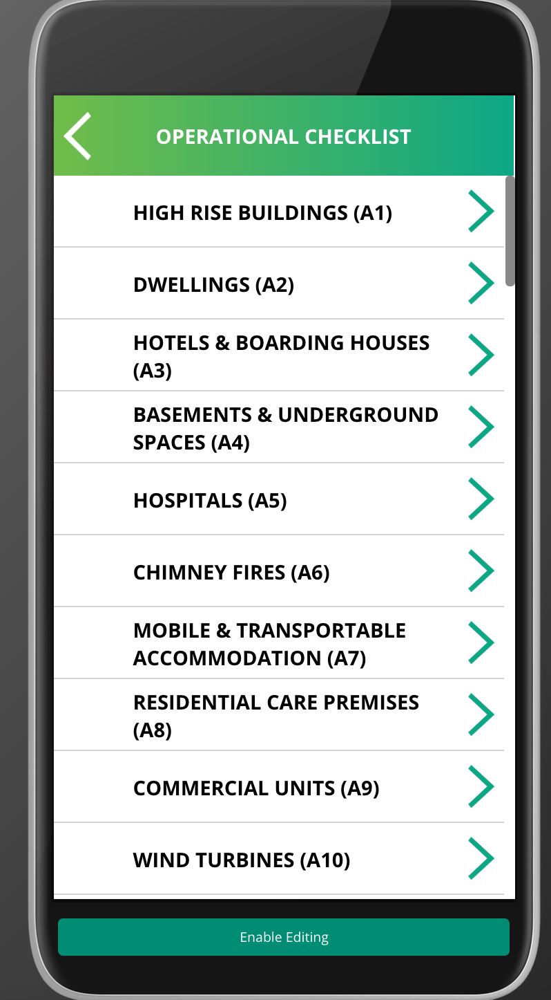 OPERATIONAL CHECKLIST
HIGH RISE BUILDINGS (A1)
DWELLINGS (A2)
HOTELS & BOARDING HOUSES
(A3)
BASEMENTS & UNDERGROUND
SPACES (A4)
HOSPITALS (A5)
CHIMNEY FIRES (A6)
MOBILE & TRANSPORTABLE
ACCOMMODATION (A7)
RESIDENTIAL CARE PREMISES
(A8)
COMMERCIAL UNITS (A9)
WIND TURBINES (A10)
Enable Editing